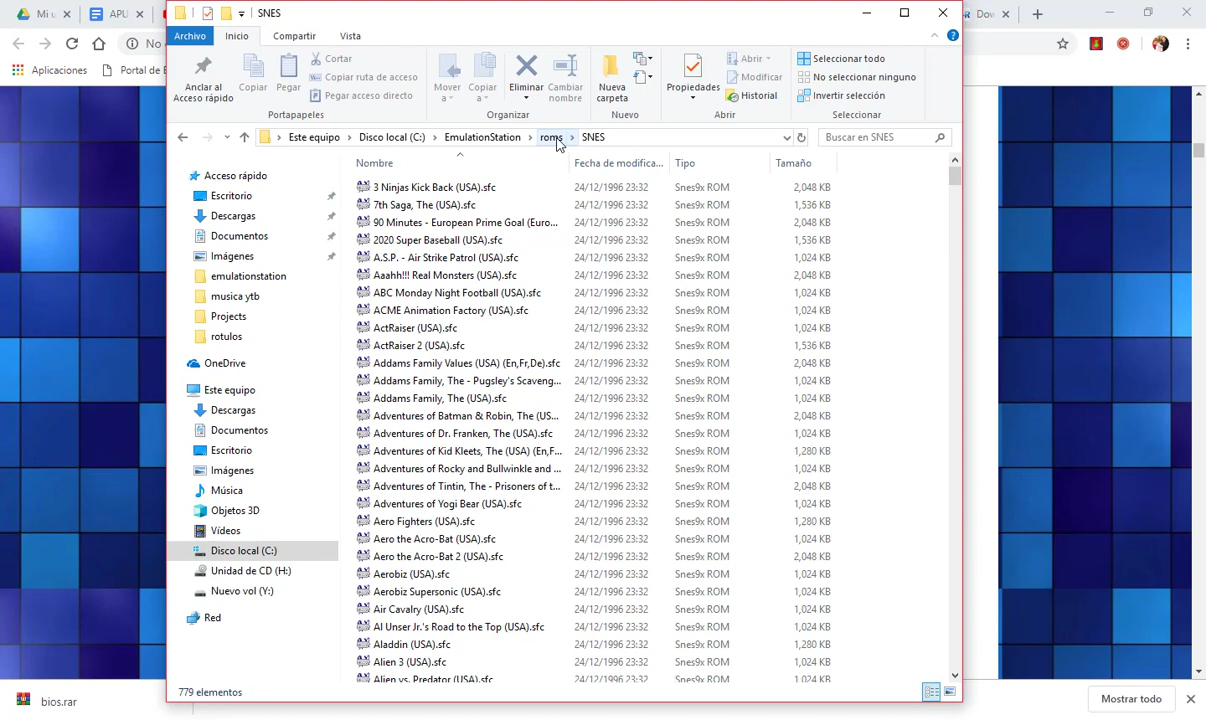 Mi u
APU
Dow
SNES
Archivo Inicio Compartir Vista
No
Aplicaciones
Portal de E
Anclar al Acceso rápido
Copiar
Pegar
Cortar
Copiar ruta de acceso
Pegar acceso directo
Portapapeles
Mover a
Copiar a
Eliminar
Cambiar nombre
Organizar
Nueva carpeta
Nuevo
Propiedades
Abrir
Modificar
Historial
Abrir
Seleccionar todo
No seleccionar ninguno
Invertir selección
Seleccionar
Este equipo > Disco local (C:) > EmulationStation > roms > SNES
Buscar en SNES
Nombre Fecha de modifica... Tipo Tamaño
Acceso rápido
Escritorio
Descargas
Documentos
Imágenes
emulationstation
musica ytb
Projects
rotulos
OneDrive
Este equipo
Descargas
Documentos
Escritorio
Imágenes
Música
Objetos 3D
Vídeos
Disco local (C:)
Unidad de CD (H:)
Nuevo vol (Y:)
Red
3 Ninjas Kick Back (USA).sfc 24/12/1996 23:32 Snes9x ROM 2,048 KB
7th Saga, The (USA).sfc 24/12/1996 23:32 Snes9x ROM 1,536 KB
90 Minutes - European Prime Goal (Euro... 24/12/1996 23:32 Snes9x ROM 2,048 KB
2020 Super Baseball (USA).sfc 24/12/1996 23:32 Snes9x ROM 1,536 KB
A.S.P. - Air Strike Patrol (USA).sfc 24/12/1996 23:32 Snes9x ROM 1,024 KB
Aaahh!!! Real Monsters (USA).sfc 24/12/1996 23:32 Snes9x ROM 2,048 KB
ABC Monday Night Football (USA).sfc 24/12/1996 23:32 Snes9x ROM 1,024 KB
ACME Animation Factory (USA).sfc 24/12/1996 23:32 Snes9x ROM 1,024 KB
ActRaiser (USA).sfc 24/12/1996 23:32 Snes9x ROM 1,024 KB
ActRaiser 2 (USA).sfc 24/12/1996 23:32 Snes9x ROM 1,536 KB
Addams Family Values (USA) (En,Fr,De).sfc 24/12/1996 23:32 Snes9x ROM 2,048 KB
Addams Family, The - Pugsley's Scaveng... 24/12/1996 23:32 Snes9x ROM 1,024 KB
Addams Family, The (USA).sfc 24/12/1996 23:32 Snes9x ROM 1,024 KB
Adventures of Batman & Robin, The (US... 24/12/1996 23:32 Snes9x ROM 2,048 KB
Adventures of Dr. Franken, The (USA).sfc 24/12/1996 23:32 Snes9x ROM 1,024 KB
Adventures of Kid Kleets, The (USA) (En,F... 24/12/1996 23:32 Snes9x ROM 1,280 KB
Adventures of Rocky and Bullwinkle and ... 24/12/1996 23:32 Snes9x ROM 1,024 KB
Adventures of Tintin, The - Prisoners of t... 24/12/1996 23:32 Snes9x ROM 2,048 KB
Adventures of Yogi Bear (USA).sfc 24/12/1996 23:32 Snes9x ROM 1,024 KB
Aero Fighters (USA).sfc 24/12/1996 23:32 Snes9x ROM 1,280 KB
Aero the Acro-Bat (USA).sfc 24/12/1996 23:32 Snes9x ROM 1,024 KB
Aero the Acro-Bat 2 (USA).sfc 24/12/1996 23:32 Snes9x ROM 2,048 KB
Aerobiz (USA).sfc 24/12/1996 23:32 Snes9x ROM 1,024 KB
Aerobiz Supersonic (USA).sfc 24/12/1996 23:32 Snes9x ROM 1,024 KB
Air Cavalry (USA).sfc 24/12/1996 23:32 Snes9x ROM 1,024 KB
Al Unser Jr.'s Road to the Top (USA).sfc 24/12/1996 23:32 Snes9x ROM 1,024 KB
Aladdin (USA).sfc 24/12/1996 23:32 Snes9x ROM 1,280 KB
Alien 3 (USA).sfc 24/12/1996 23:32 Snes9x ROM 1,024 KB
Alien vs. Predator (USA).sfc 24/12/1996 23:32 Snes9x ROM 1,024 KB
779 elementos
bios.rar
Mostrar todo